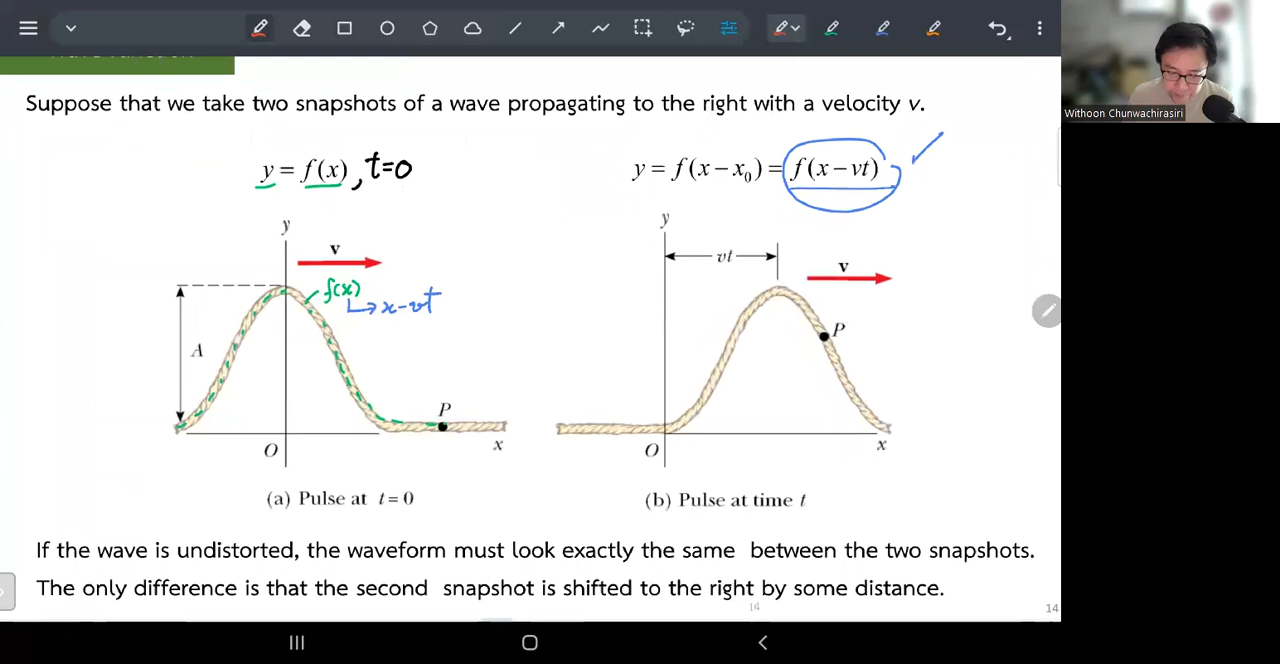 Withoon Chunwachirasiri
Suppose that we take two snapshots of a wave propagating to the right with a velocity v.
y = f(x) , t=0
y = f(x − x₀) = f(x − vt)
y
v
f(x)
↳ x-vt
A
P
O
x
(a) Pulse at t = 0
y
vt
v
P
O
x
(b) Pulse at time t
If the wave is undistorted, the waveform must look exactly the same between the two snapshots.
The only difference is that the second snapshot is shifted to the right by some distance.
14
14